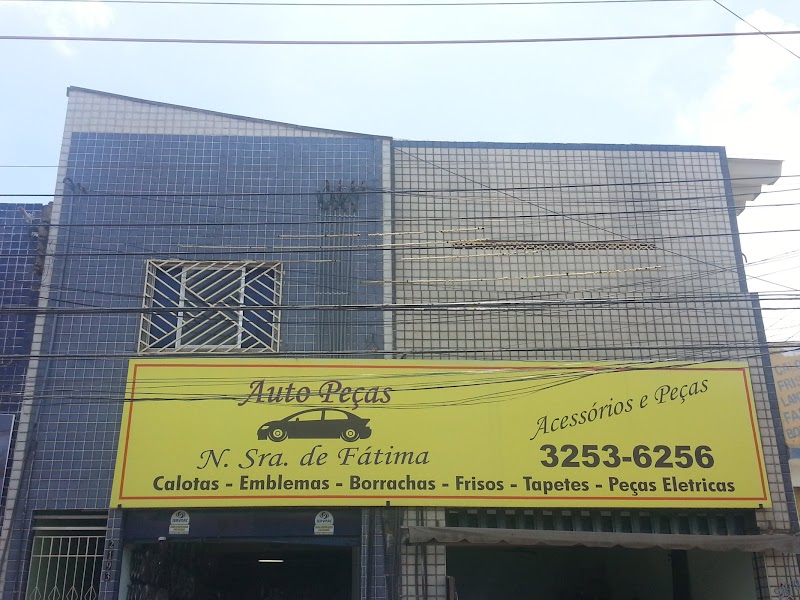 Auto Peças
N. Sra. de Fátima
Acessórios e Peças
3253-6256
Calotas - Emblemas - Borrachas - Frisos - Tapetes - Peças Eletricas